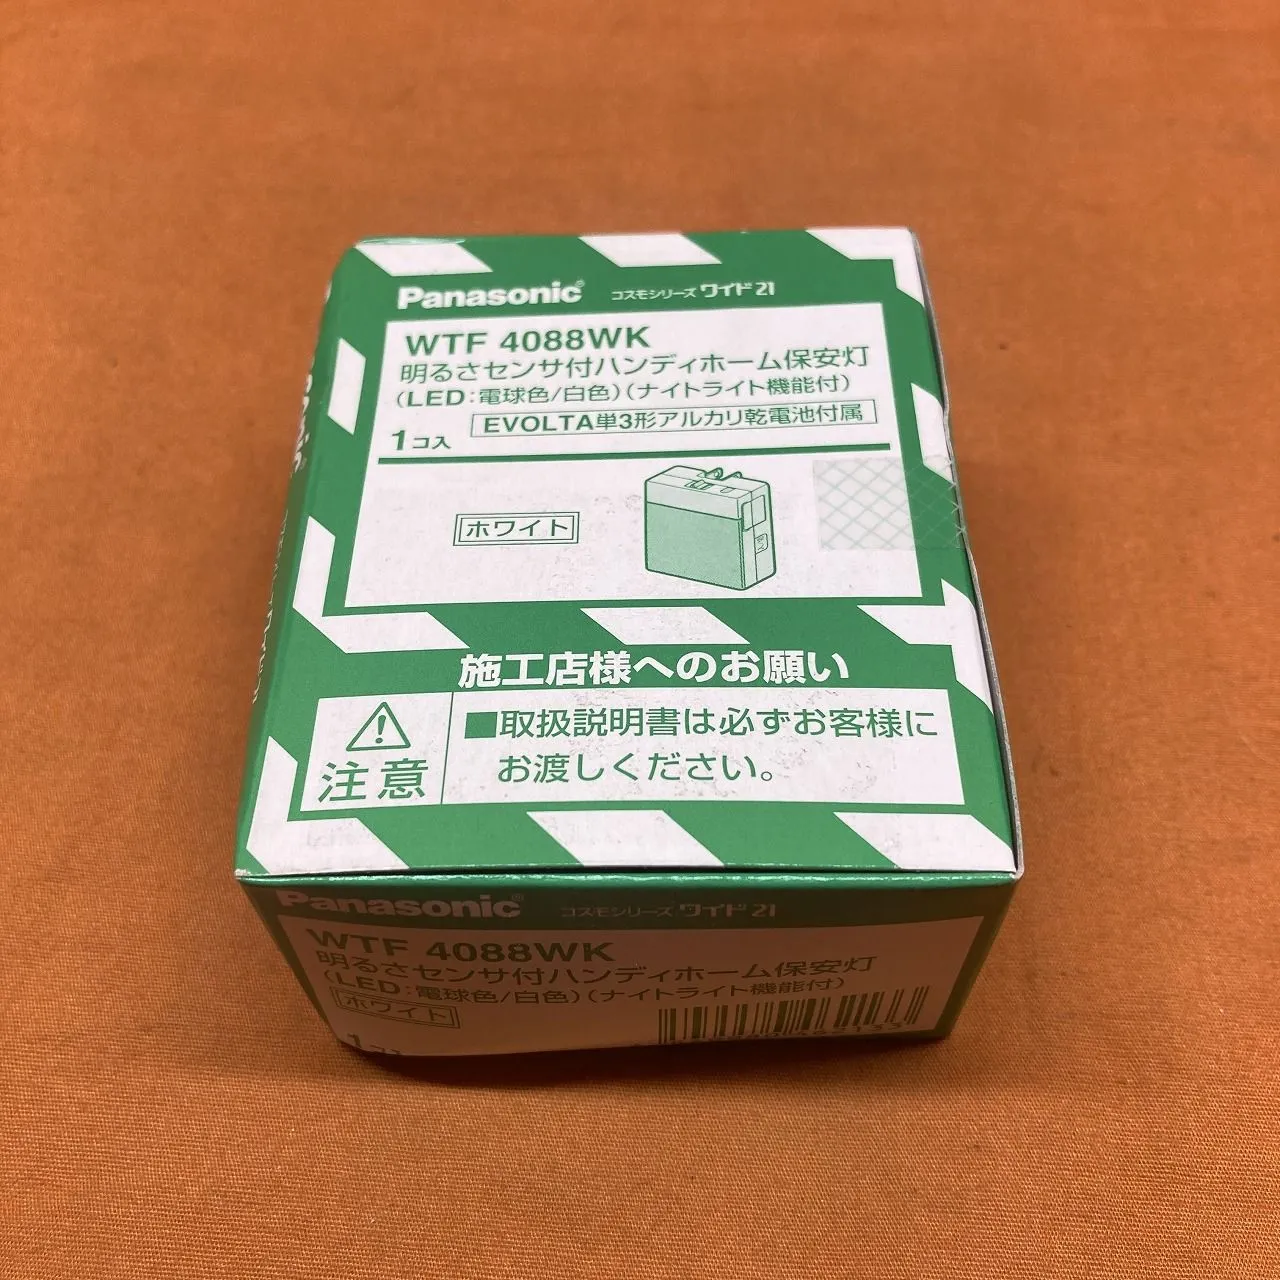 Panasonic コスモシリーズ ワイド21
WTF 4088WK
明るさセンサ付ハンディホーム保安灯
(LED:電球色/白色)(ナイトライト機能付)
EVOLTA単3形アルカリ乾電池付属
1コ入
ホワイト
施工店様へのお願い
注意
■取扱説明書は必ずお客様に
お渡しください。
Panasonic® コスモシリーズ ワイド21
WTF 4088WK
明るさセンサ付ハンディホーム保安灯
(LED:電球色/白色)(ナイトライト機能付)
ホワイト